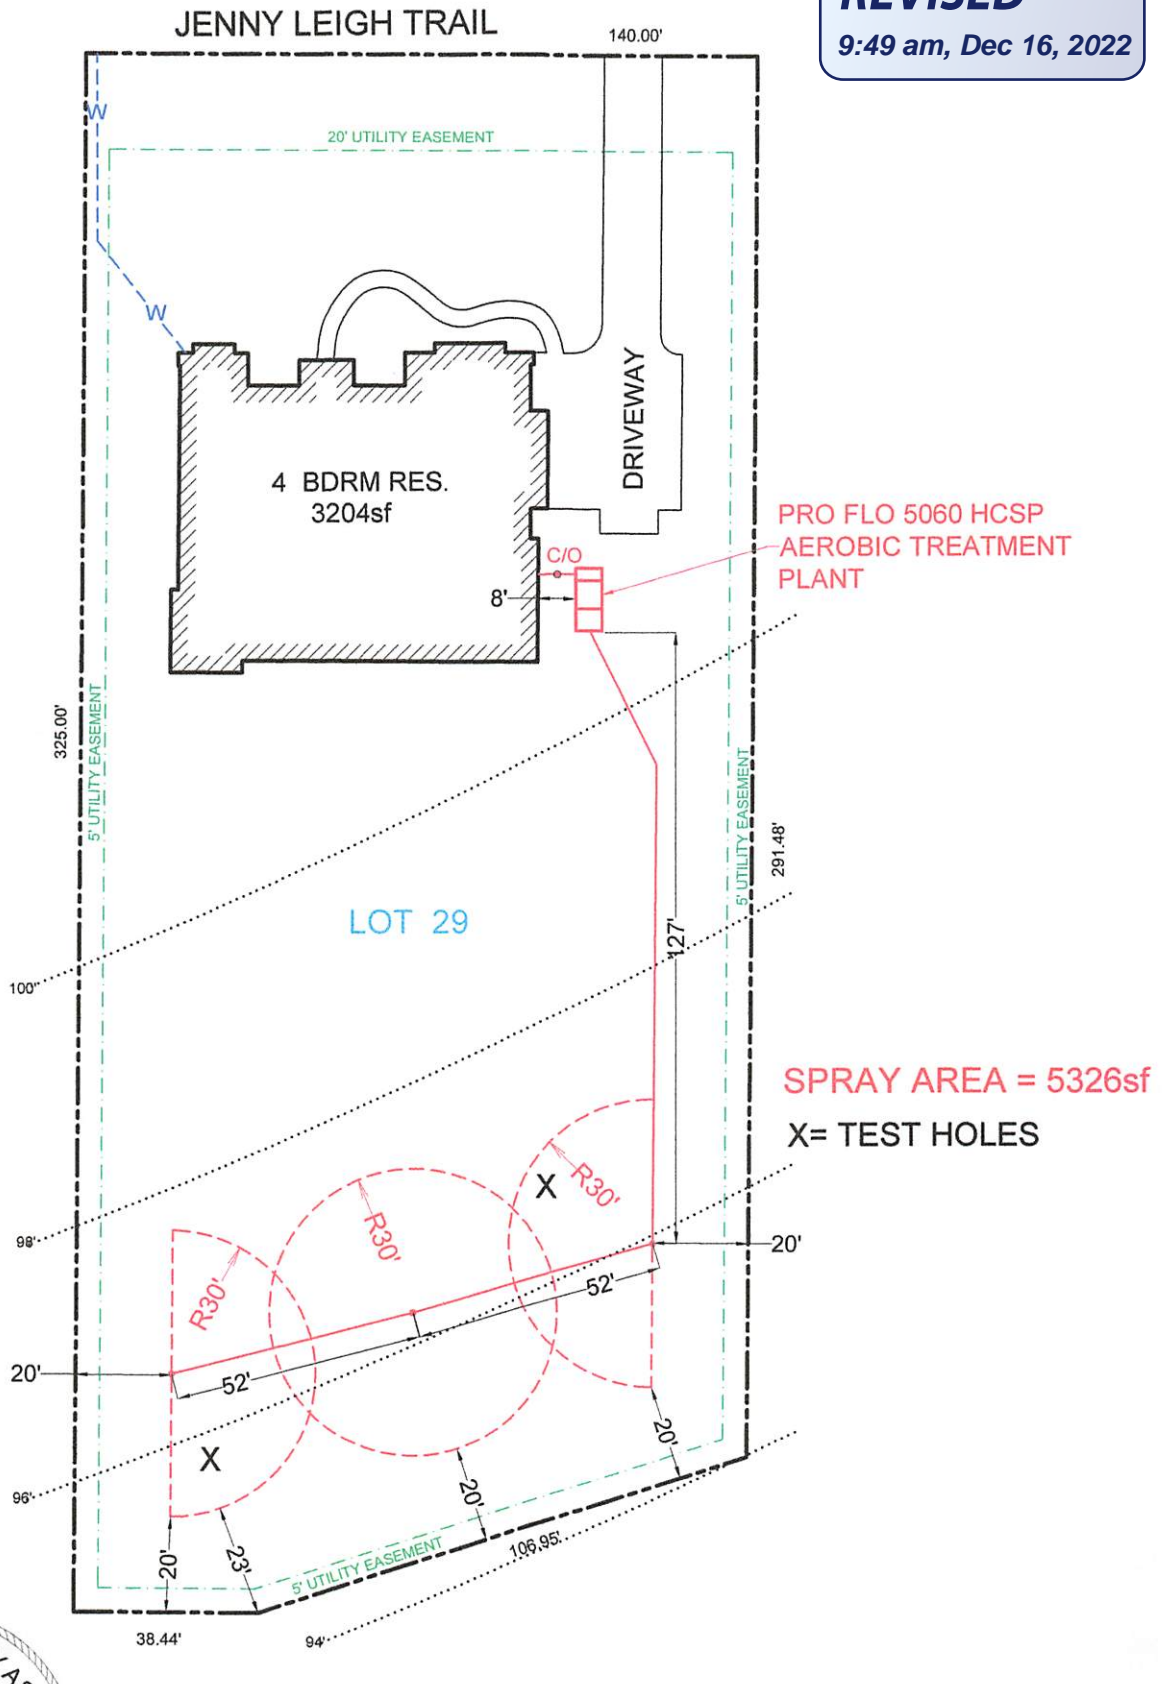 JENNY LEIGH TRAIL
REVISED
9:49 am, Dec 16, 2022
140.00'
W
20' UTILITY EASEMENT
W
DRIVEWAY
4 BDRM RES.
3204sf
PRO FLO 5060 HCSP
AEROBIC TREATMENT
PLANT
C/O
8'
325.00'
5' UTILITY EASEMENT
5' UTILITY EASEMENT
291.48'
LOT 29
127'
100'
SPRAY AREA = 5326sf
X= TEST HOLES
X
R30'
R30'
98'
20'
R30'
52'
20'
52'
X
20'
96'
20'
20'
23'
106.95'
5' UTILITY EASEMENT
38.44'
94'